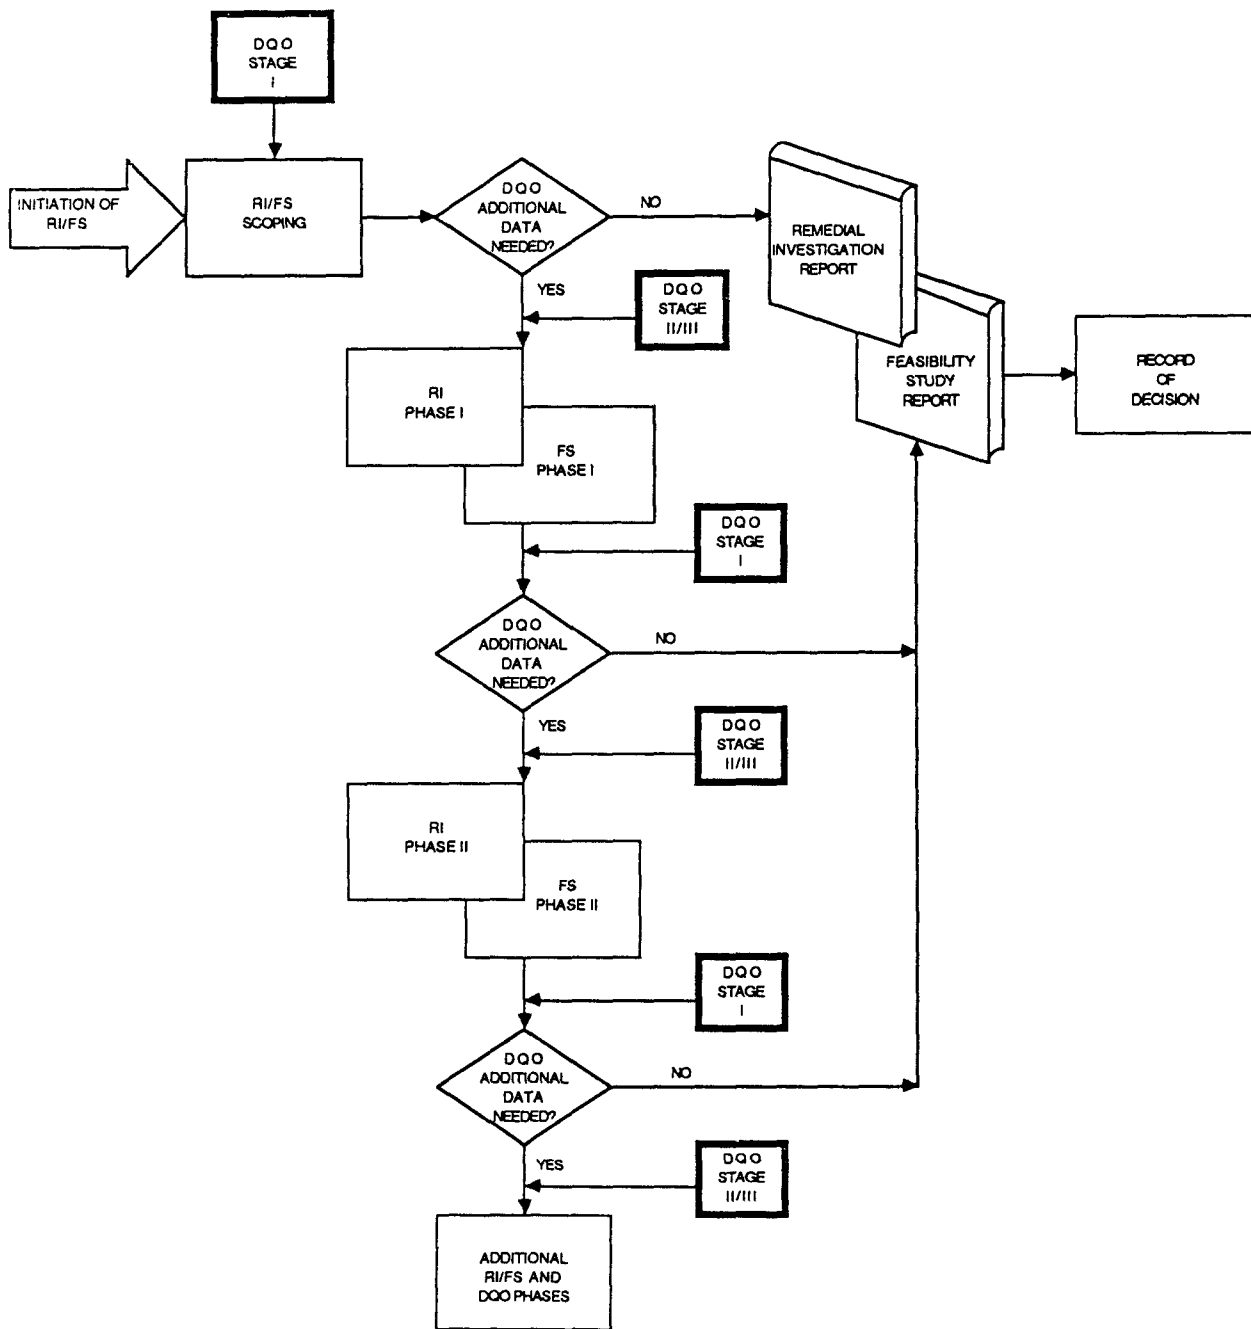 DQO
STAGE
I
INITIATION OF
RI/FS
RI/FS
SCOPING
DQO
ADDITIONAL
DATA
NEEDED?
NO
REMEDIAL
INVESTIGATION
REPORT
YES
DQO
STAGE
II/III
FEASIBILITY
STUDY
REPORT
RECORD
OF
DECISION
RI
PHASE I
FS
PHASE I
DQO
STAGE
I
DQO
ADDITIONAL
DATA
NEEDED?
NO
YES
DQO
STAGE
II/III
RI
PHASE II
FS
PHASE II
DQO
STAGE
I
DQO
ADDITIONAL
DATA
NEEDED?
NO
YES
DQO
STAGE
II/III
ADDITIONAL
RI/FS AND
DQO PHASES